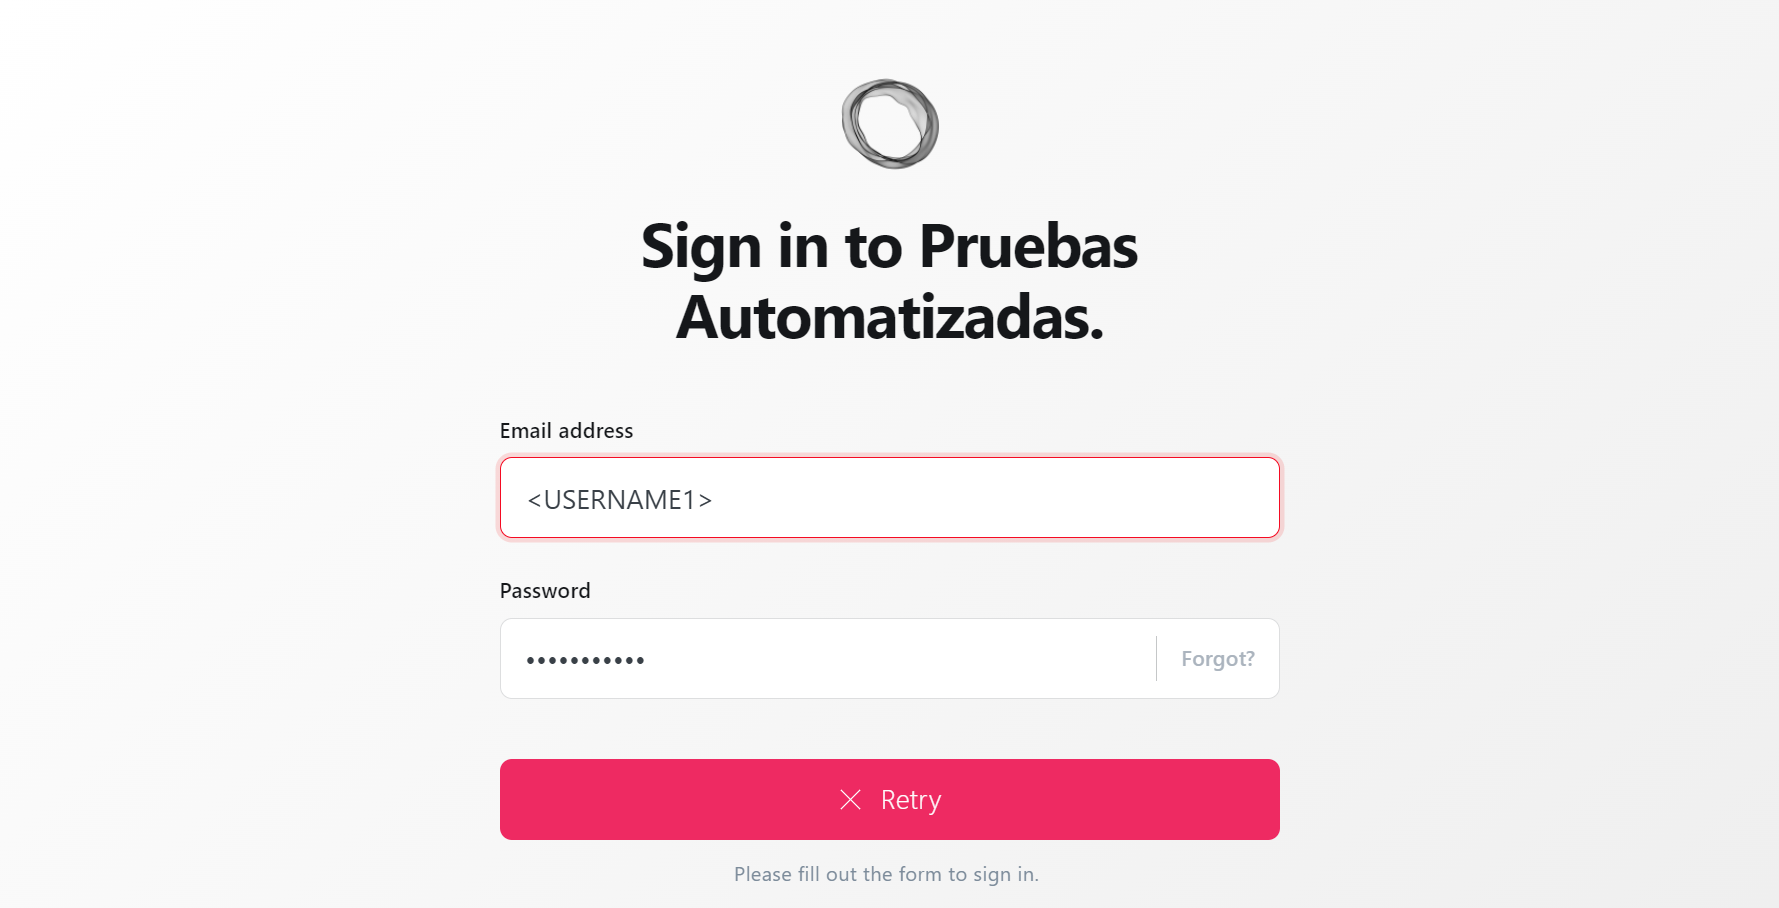 Sign in to Pruebas
Automatizadas.
Email address
<USERNAME1>
Password
•••••••••••
Forgot?
Retry
Please fill out the form to sign in.